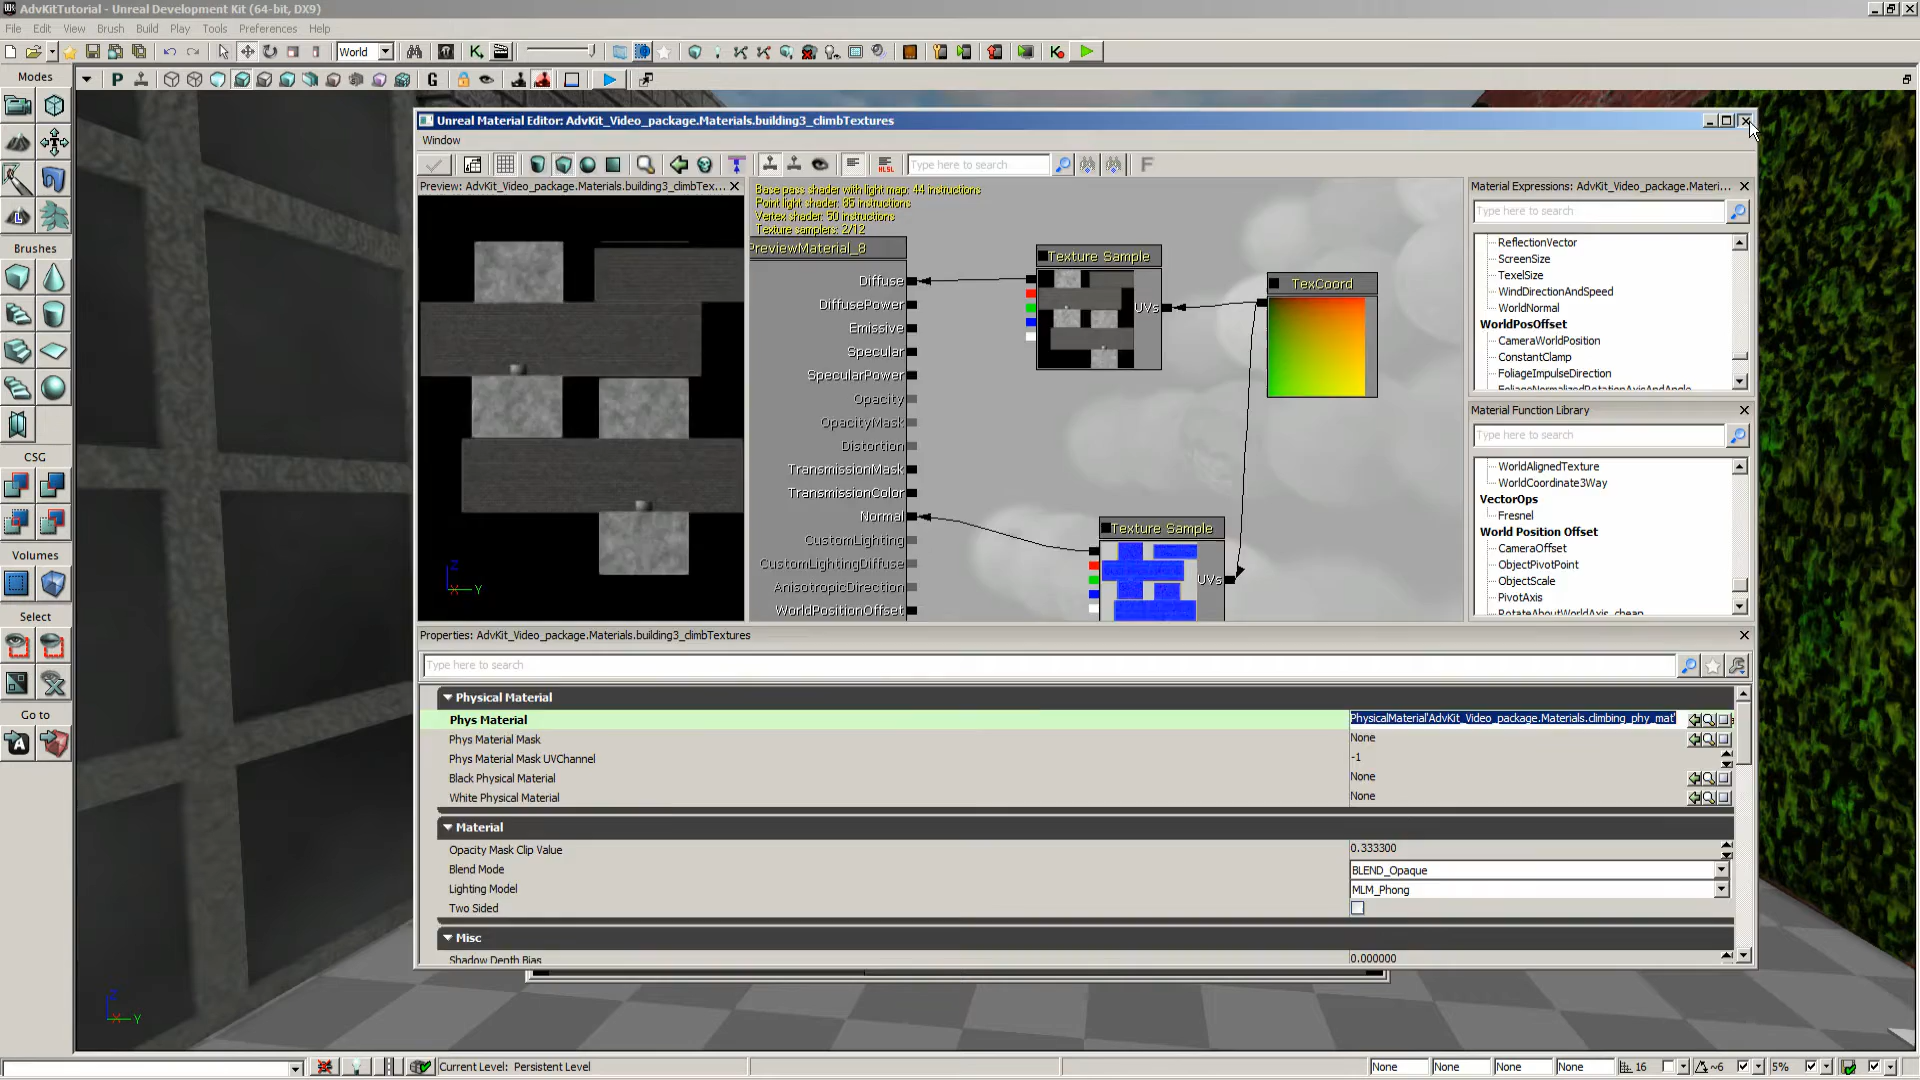 AdvKitTutorial - Unreal Development Kit (64-bit, DX9)
File Edit View Brush Build Play Tools Preferences Help
World
Modes
P
G
Brushes
CSG
Volumes
Select
Go to
Unreal Material Editor: AdvKit_Video_package.Materials.building3_climbTextures
Window
HLSL
Type here to search
F
Preview: AdvKit_Video_package.Materials.building3_climbTex...
Z
X
Y
Base pass shader with light map: 44 instructions
Point light shader: 85 instructions
Vertex shader: 50 instructions
Texture samplers: 2/12
PreviewMaterial_8
Diffuse
DiffusePower
Emissive
Specular
SpecularPower
Opacity
OpacityMask
Distortion
TransmissionMask
TransmissionColor
Normal
CustomLighting
CustomLightingDiffuse
AnisotropicDirection
WorldPositionOffset
Texture Sample
UVs
TexCoord
Texture Sample
UVs
Material Expressions: AdvKit_Video_package.Materi...
Type here to search
ReflectionVector
ScreenSize
TexelSize
WindDirectionAndSpeed
WorldNormal
WorldPosOffset
CameraWorldPosition
ConstantClamp
FoliageImpulseDirection
FoliageNormalizedRotationAxisAndAngle
Material Function Library
Type here to search
WorldAlignedTexture
WorldCoordinate3Way
VectorOps
Fresnel
World Position Offset
CameraOffset
ObjectPivotPoint
ObjectScale
PivotAxis
RotateAboutWorldAxis_cheap
Properties: AdvKit_Video_package.Materials.building3_climbTextures
Type here to search
Physical Material
Phys Material PhysicalMaterial'AdvKit_Video_package.Materials.climbing_phy_mat'
Phys Material Mask None
Phys Material Mask UVChannel -1
Black Physical Material None
White Physical Material None
Material
Opacity Mask Clip Value 0.333300
Blend Mode BLEND_Opaque
Lighting Model MLM_Phong
Two Sided
Misc
Shadow Depth Bias 0.000000
Z
X
Y
Current Level: Persistent Level
None None None None 16 ~6 5%